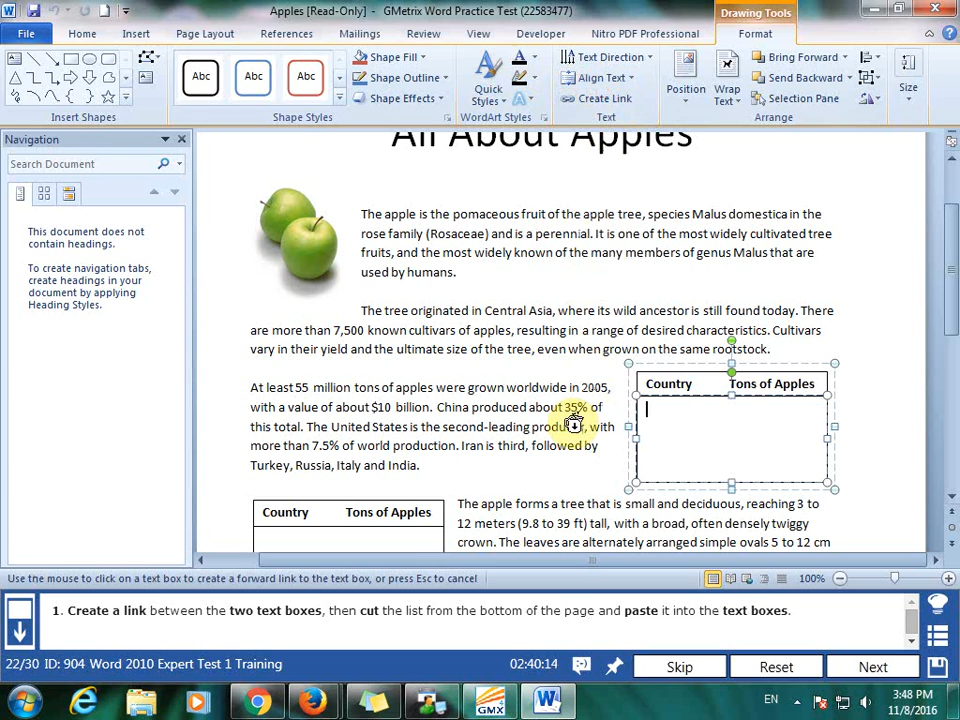 Apples [Read-Only] - GMetrix Word Practice Test (22583477)
Drawing Tools
File Home Insert Page Layout References Mailings Review View Developer Nitro PDF Professional Format
Abc Abc Abc
Shape Fill
Shape Outline
Shape Effects
Quick Styles
Text Direction
Align Text
Create Link
Position
Wrap Text
Bring Forward
Send Backward
Selection Pane
Size
Insert Shapes Shape Styles WordArt Styles Text Arrange
Navigation
Search Document
This document does not
contain headings.
To create navigation tabs,
create headings in your
document by applying
Heading Styles.
All About Apples
The apple is the pomaceous fruit of the apple tree, species Malus domestica in the
rose family (Rosaceae) and is a perennial. It is one of the most widely cultivated tree
fruits, and the most widely known of the many members of genus Malus that are
used by humans.
The tree originated in Central Asia, where its wild ancestor is still found today. There
are more than 7,500 known cultivars of apples, resulting in a range of desired characteristics. Cultivars
vary in their yield and the ultimate size of the tree, even when grown on the same rootstock.
At least 55 million tons of apples were grown worldwide in 2005,
with a value of about $10 billion. China produced about 35% of
this total. The United States is the second-leading producer, with
more than 7.5% of world production. Iran is third, followed by
Turkey, Russia, Italy and India.
Country Tons of Apples
Country Tons of Apples
The apple forms a tree that is small and deciduous, reaching 3 to
12 meters (9.8 to 39 ft) tall, with a broad, often densely twiggy
crown. The leaves are alternately arranged simple ovals 5 to 12 cm
Use the mouse to click on a text box to create a forward link to the text box, or press Esc to cancel
100%
1. Create a link between the two text boxes, then cut the list from the bottom of the page and paste it into the text boxes.
22/30 ID: 904 Word 2010 Expert Test 1 Training
02:40:14
Skip Reset Next
GMX
EN
3:48 PM
11/8/2016